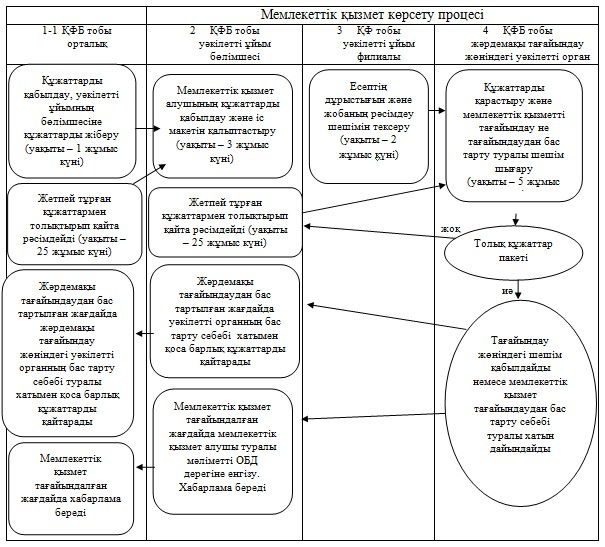 Мемлекеттік қызмет көрсету процесі
1-1 ҚФБ тобы
орталық
2 ҚФБ тобы
уәкілетті ұйым
бөлімшесі
3 ҚФ тобы
уәкілетті ұйым
филиалы
4 ҚФБ тобы
жәрдемақы тағайындау
жөніндегі уәкілетті орган
Құжаттарды
қабылдау, уәкілетті
ұйымның
бөлімшесіне
құжаттарды жіберу
(уақыты – 1 жұмыс
күні)
Мемлекеттік қызмет
алушының құжаттарды
қабылдау және іс
макетін қалыптастыру
(уақыты – 3 жұмыс
күні)
Есептің
дұрыстығын және
жобаның рәсімдеу
шешімін тексеру
(уақыты – 2
жұмыс күні)
Құжаттарды
қарастыру және
мемлекеттік қызметті
тағайындау не
тағайындаудан бас
тарту туралы шешім
шығару
(уақыты – 5 жұмыс
Жетпей тұрған
құжаттармен
толықтырып қайта
рәсімдейді (уақыты –
25 жұмыс күні)
Жетпей тұрған
құжаттармен толықтырып
қайта рәсімдейді (уақыты
– 25 жұмыс күні)
жоқ
Толық құжаттар
пакеті
иә
Жәрдемақы
тағайындаудан бас
тартылған жағдайда
жәрдемақы
тағайындау
жөніндегі уәкілетті
органның бас тарту
себебі туралы
хатымен қоса барлық
құжаттарды
қайтарады
Жәрдемақы
тағайындаудан бас
тартылған жағдайда
уәкілетті органның бас
тарту себебі хатымен
қоса барлық құжаттарды
қайтарады
Тағайындау
жөніндегі шешім
қабылдайды
немесе мемлекеттік
қызмет
тағайындаудан бас
тарту себебі
туралы хатын
дайындайды
Мемлекеттік қызмет
тағайындалған
жағдайда мемлекеттік
қызмет алушы туралы
мәліметті ОБД
дерегіне енгізу.
Хабарлама береді
Мемлекеттік
қызмет
тағайындалған
жағдайда хабарлама
береді